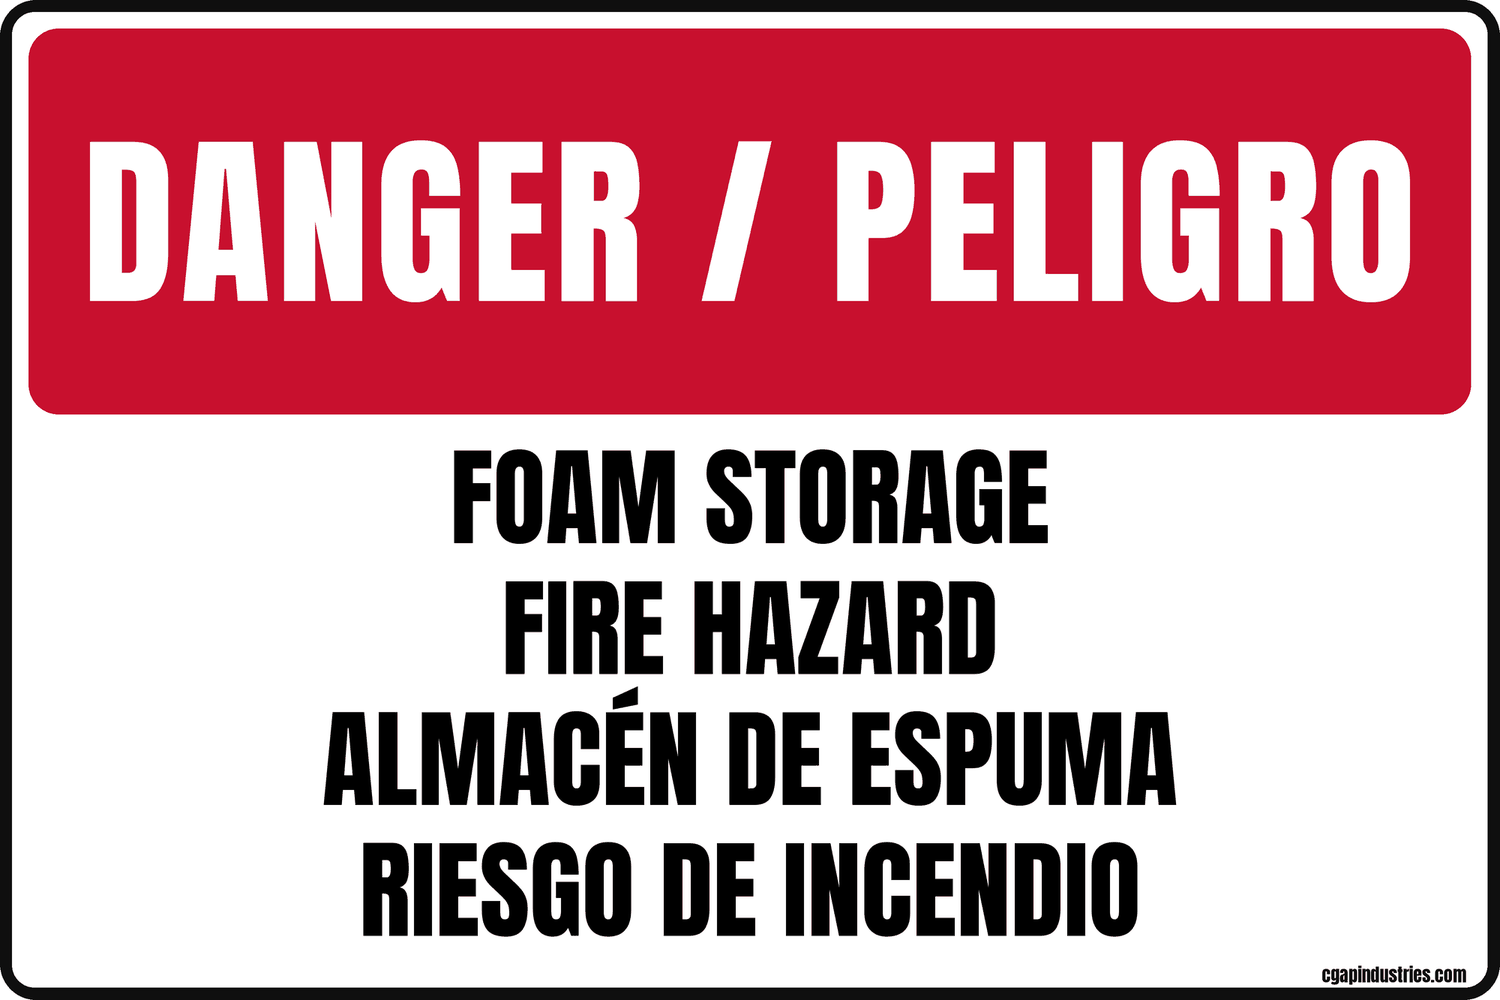 DANGER / PELIGRO
FOAM STORAGE
FIRE HAZARD
ALMACÉN DE ESPUMA
RIESGO DE INCENDIO
cgapindustries.com